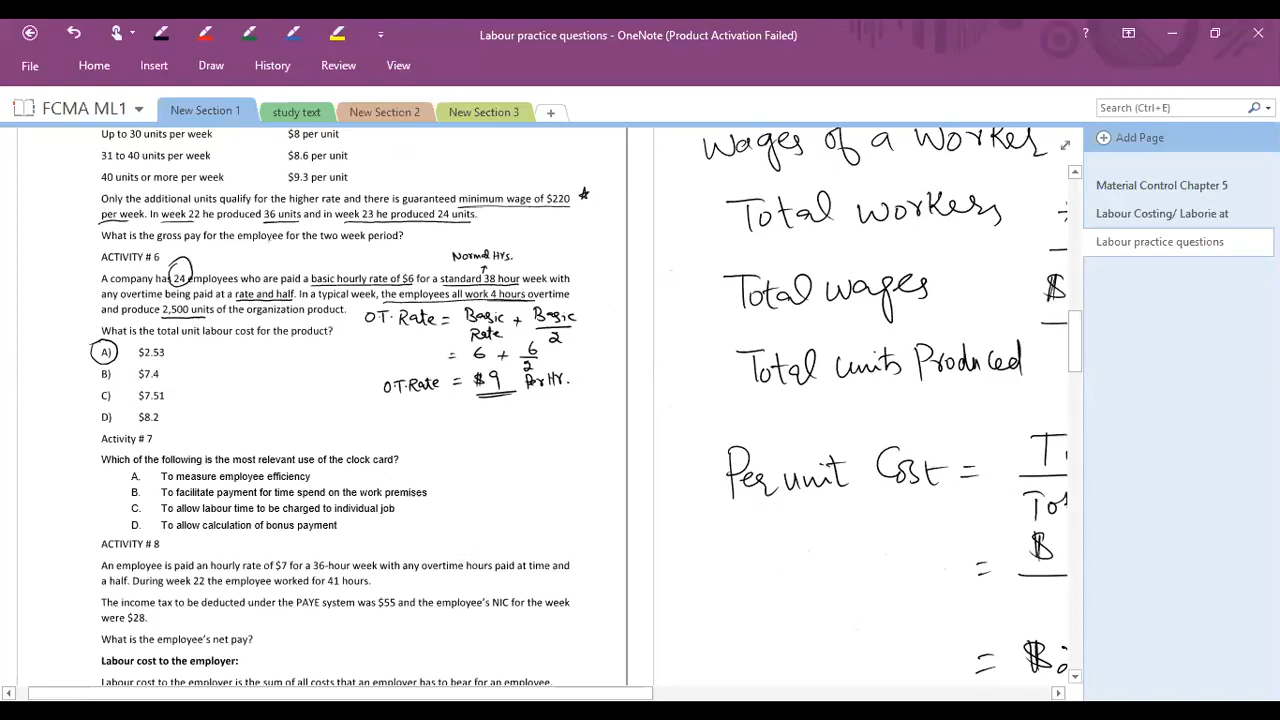 Labour practice questions - OneNote (Product Activation Failed)
?
File Home Insert Draw History Review View
FCMA ML1 New Section 1 study text New Section 2 New Section 3
Search (Ctrl+E)
Add Page
Material Control Chapter 5
Labour Costing/ Laborie at
Labour practice questions
Up to 30 units per week $8 per unit
31 to 40 units per week $8.6 per unit
40 units or more per week $9.3 per unit
Only the additional units qualify for the higher rate and there is guaranteed minimum wage of $220
per week. In week 22 he produced 36 units and in week 23 he produced 24 units.
What is the gross pay for the employee for the two week period?
ACTIVITY # 6
Normal Hrs.
A company has 24 employees who are paid a basic hourly rate of $6 for a standard 38 hour week with
any overtime being paid at a rate and half. In a typical week, the employees all work 4 hours overtime
and produce 2,500 units of the organization product.
O.T. Rate = Basic Rate + Basic/2
= 6 + 6/2
O.T. Rate = $9 Per Hr.
What is the total unit labour cost for the product?
A) $2.53
B) $7.4
C) $7.51
D) $8.2
Activity # 7
Which of the following is the most relevant use of the clock card?
A. To measure employee efficiency
B. To facilitate payment for time spend on the work premises
C. To allow labour time to be charged to individual job
D. To allow calculation of bonus payment
ACTIVITY # 8
An employee is paid an hourly rate of $7 for a 36-hour week with any overtime hours paid at time and
a half. During week 22 the employee worked for 41 hours.
The income tax to be deducted under the PAYE system was $55 and the employee's NIC for the week
were $28.
What is the employee's net pay?
Labour cost to the employer:
Labour cost to the employer is the sum of all costs that an employer has to bear for an employee.
Wages of a Worker
Total workers
Total wages $
Total units Produced
Per unit Cost =
= $
= $